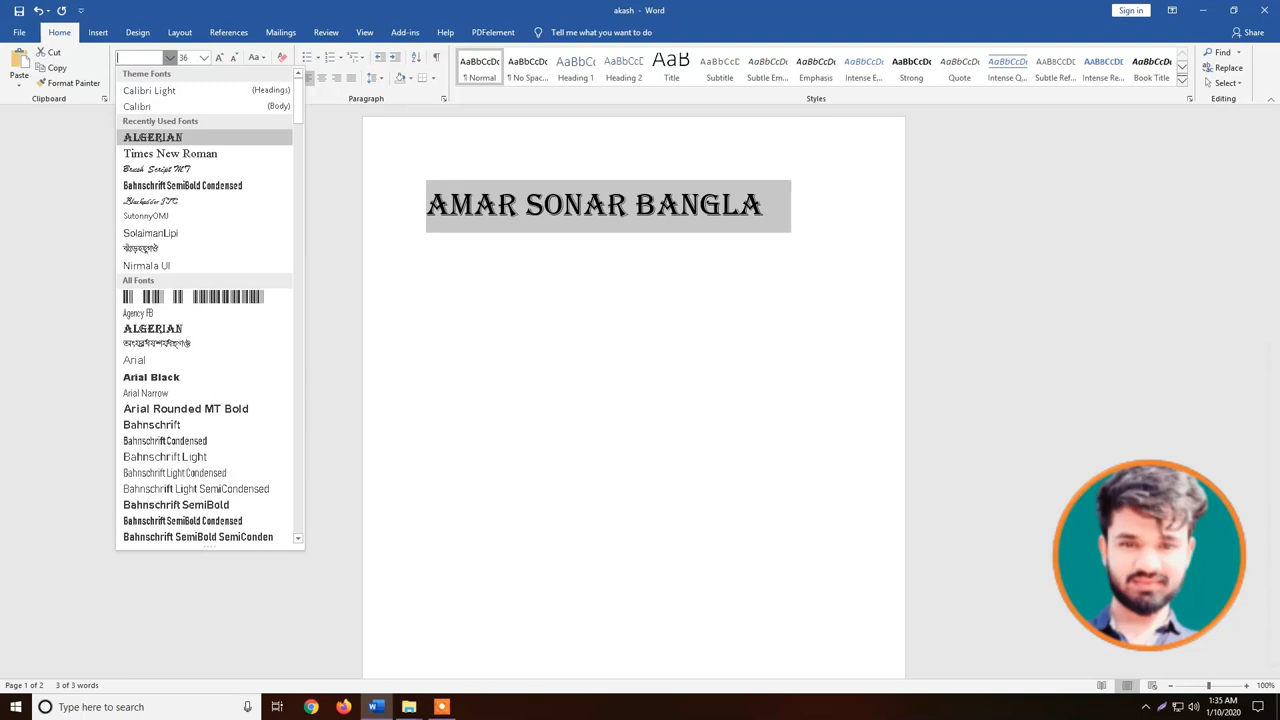 akash - Word
Sign in
File Home Insert Design Layout References Mailings Review View Add-ins Help PDFelement Tell me what you want to do Share
Paste
Cut
Copy
Format Painter
Clipboard
36
Aa
Paragraph
AaBbCcDc AaBbCcDc AaBbC AaBbCcC AaB AaBbCcD AaBbCcDc AaBbCcDc AaBbCcDc AaBbCcDc AaBbCcDc AaBbCcDc AABBCCDC AABBCCDC AaBbCcDc
¶ Normal ¶ No Spac... Heading 1 Heading 2 Title Subtitle Subtle Em... Emphasis Intense E... Strong Quote Intense Q... Subtle Ref... Intense Re... Book Title
Styles
Find
Replace
Select
Editing
Theme Fonts
Calibri Light (Headings)
Calibri (Body)
Recently Used Fonts
ALGERIAN
Times New Roman
Brush Script MT
Bahnschrift SemiBold Condensed
Blackadder ITC
SutonnyOMJ
SolaimanLipi
Nirmala UI
All Fonts
Agency FB
ALGERIAN
Arial
Arial Black
Arial Narrow
Arial Rounded MT Bold
Bahnschrift
Bahnschrift Condensed
Bahnschrift Light
Bahnschrift Light Condensed
Bahnschrift Light SemiCondensed
Bahnschrift SemiBold
Bahnschrift SemiBold Condensed
Bahnschrift SemiBold SemiConden
AMAR SONAR BANGLA
Page 1 of 2 3 of 3 words
100%
Type here to search
1:35 AM
1/10/2020